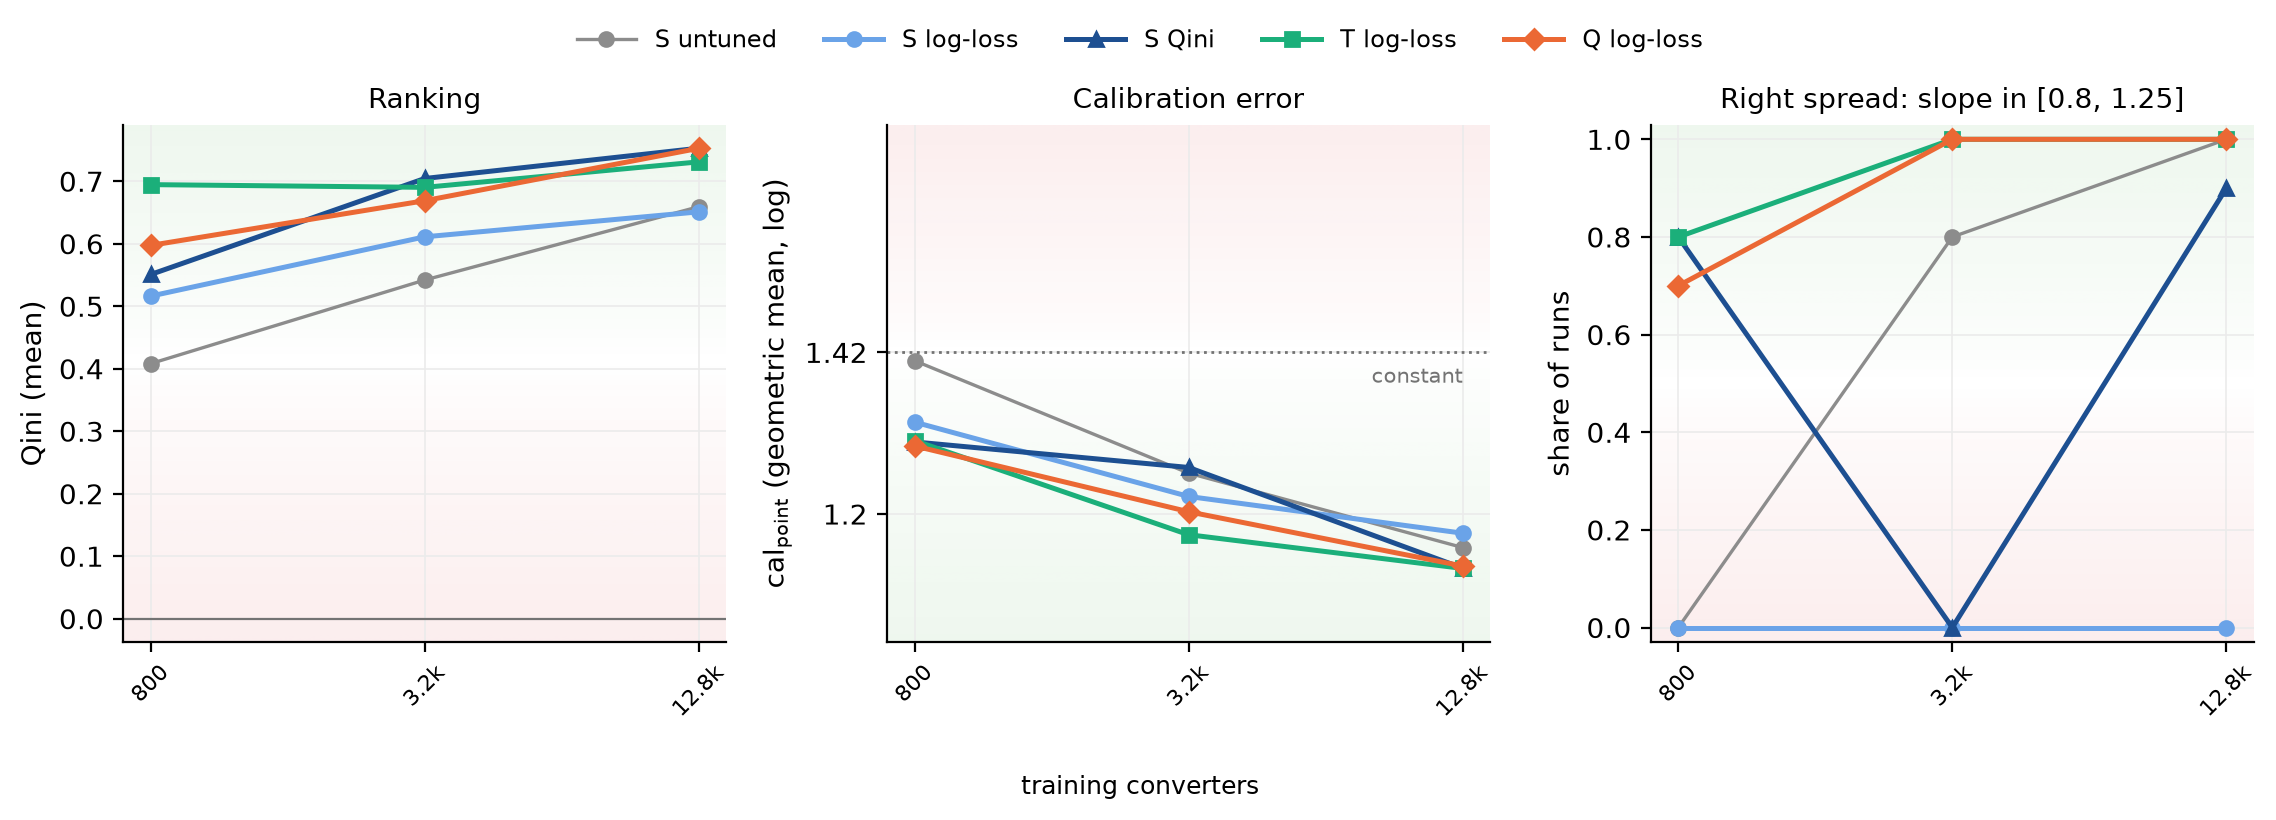 S untuned
S log-loss
S Qini
T log-loss
Q log-loss
Ranking
Qini (mean)
0.7
0.6
0.5
0.4
0.3
0.2
0.1
0.0
800
3.2k
12.8k
Calibration error
cal_point (geometric mean, log)
1.42
1.2
constant
800
3.2k
12.8k
Right spread: slope in [0.8, 1.25]
share of runs
1.0
0.8
0.6
0.4
0.2
0.0
800
3.2k
12.8k
training converters